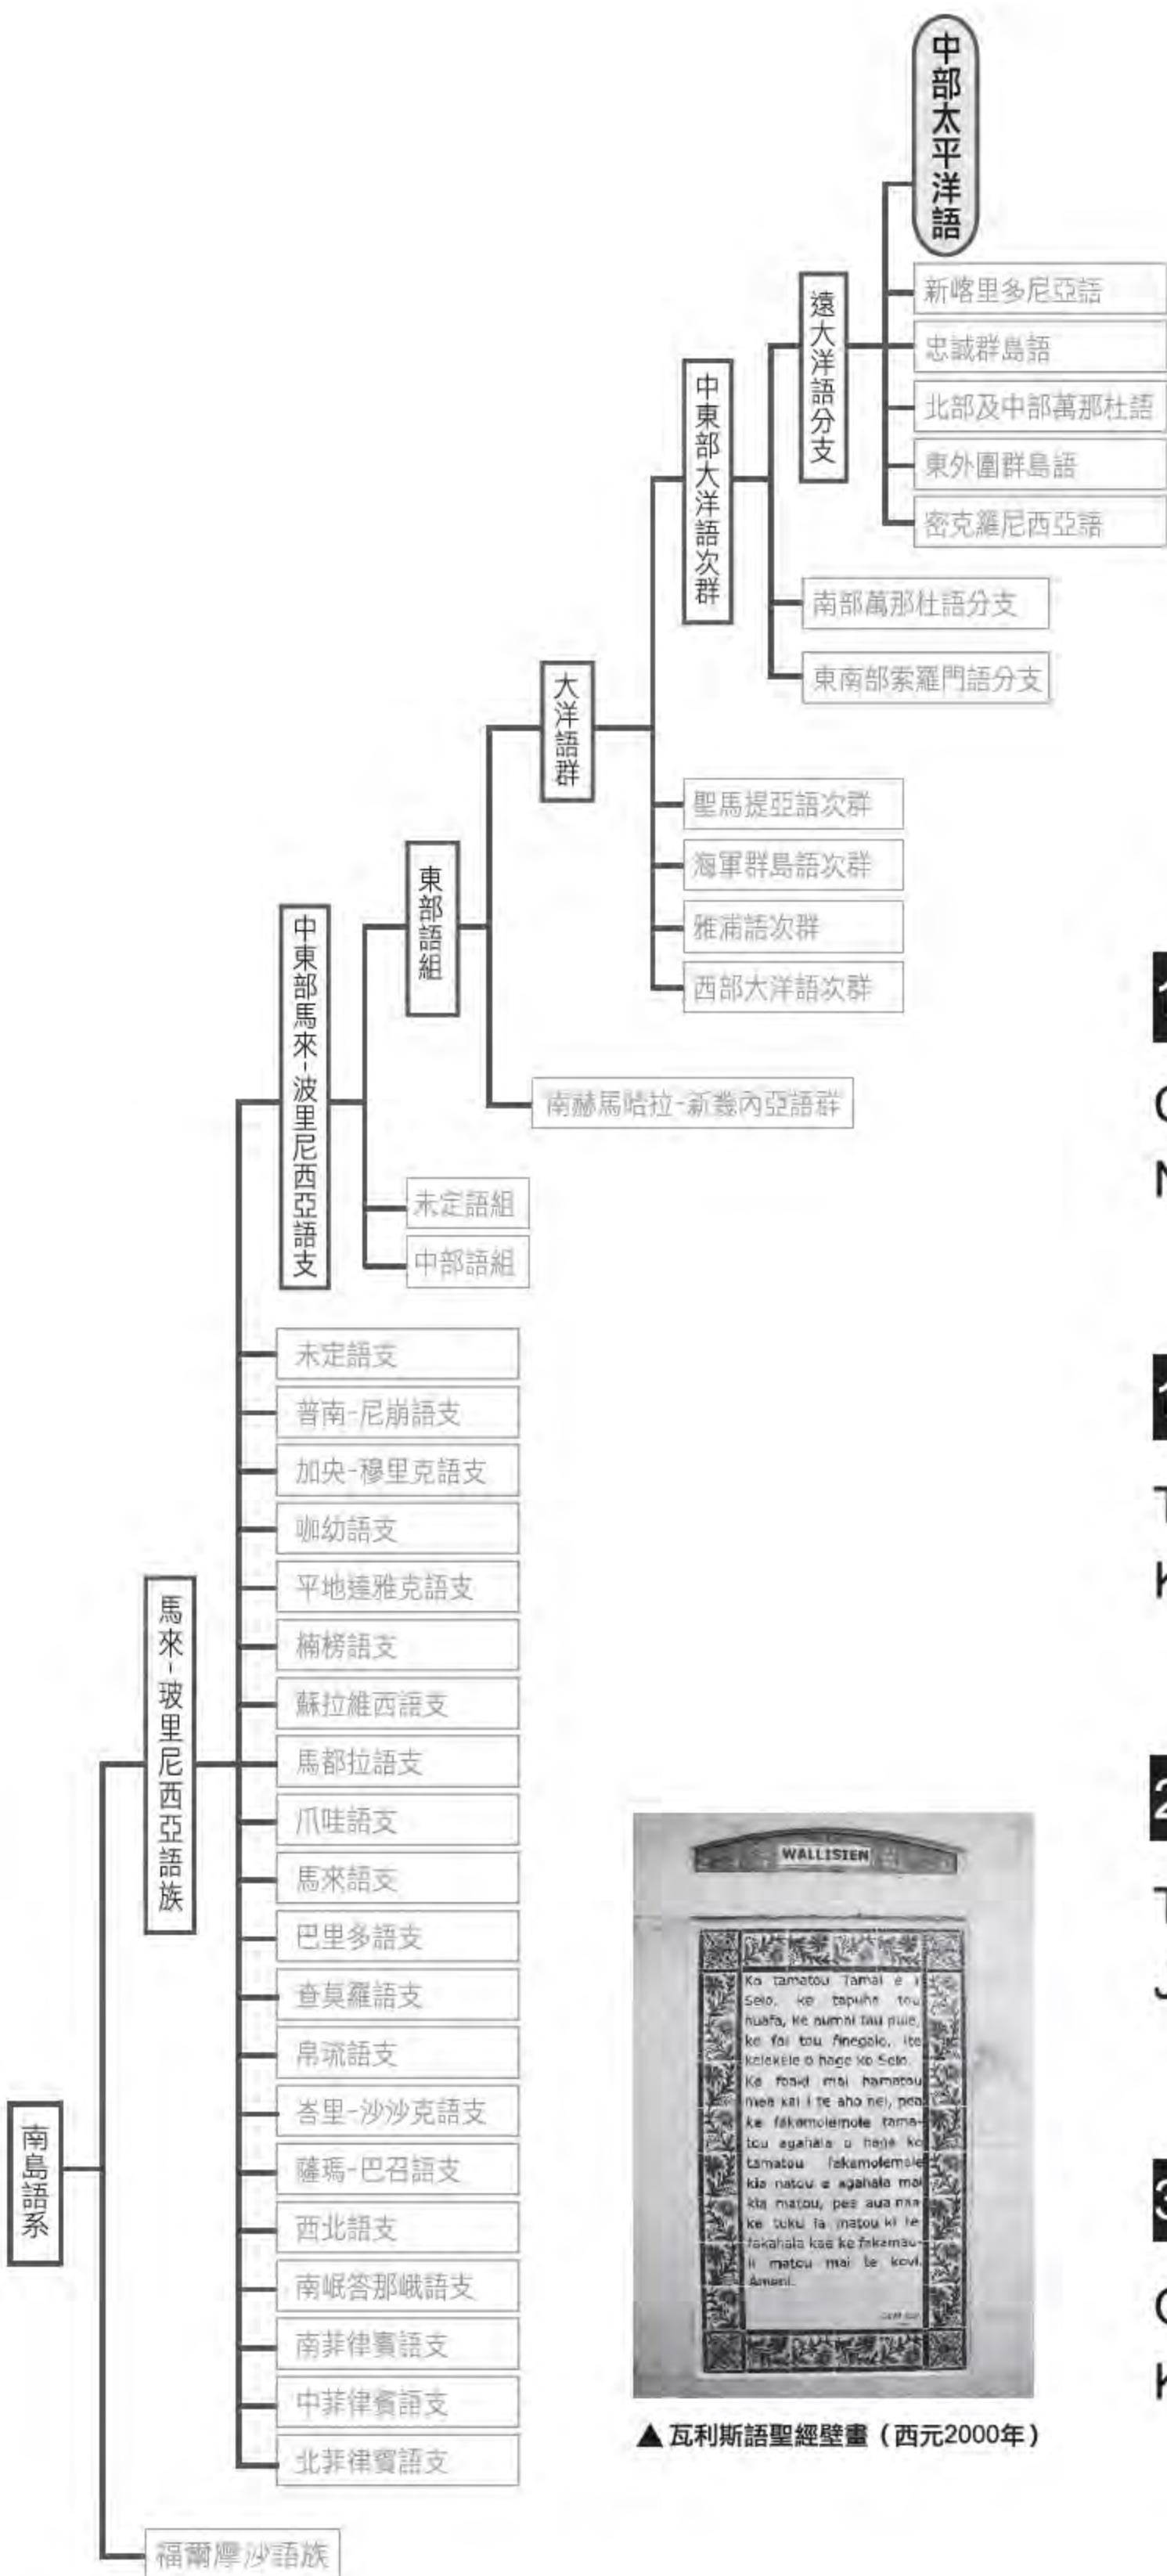 中部太平洋語
新喀里多尼亞語
忠誠群島語
北部及中部萬那杜語
東外圍群島語
密克羅尼西亞語
遠大洋語分支
南部萬那杜語分支
東南部索羅門語分支
中東部大洋語次群
聖馬提亞語次群
海軍群島語次群
雅浦語次群
西部大洋語次群
大洋語群
南赫馬哈拉-新幾內亞語群
東部語組
未定語組
中部語組
中東部馬來-波里尼西亞語支
未定語支
普南-尼崩語支
加央-穆里克語支
咖幼語支
平地達雅克語支
楠榜語支
蘇拉維西語支
馬都拉語支
爪哇語支
馬來語支
巴里多語支
查莫羅語支
帛琉語支
峇里-沙沙克語支
薩瑪-巴召語支
西北語支
南岷答那峨語支
南菲律賓語支
中菲律賓語支
北菲律賓語支
馬來-玻里尼西亞語族
福爾摩沙語族
南島語系
WALLISIEN
Ko tamatou Tamai e i
Selo, ke tapuha tou
huafa, ke aumai tau pule,
ke fai tou finegalo, ite
kelekele o hage ko Selo.
Ke foaki mai hamatou
mea kai i te aho nei, pea
ke fakamolemole tama-
tou agahala o hage ko
tamatou fakamolemole
kia natou e agahala mai
kia matou, pea aua naa
ke tuku ia matou ki te
fakahala kae ke fakamau-
li matou mai te kovi.
Ameni.
▲ 瓦利斯語聖經壁畫（西元2000年）